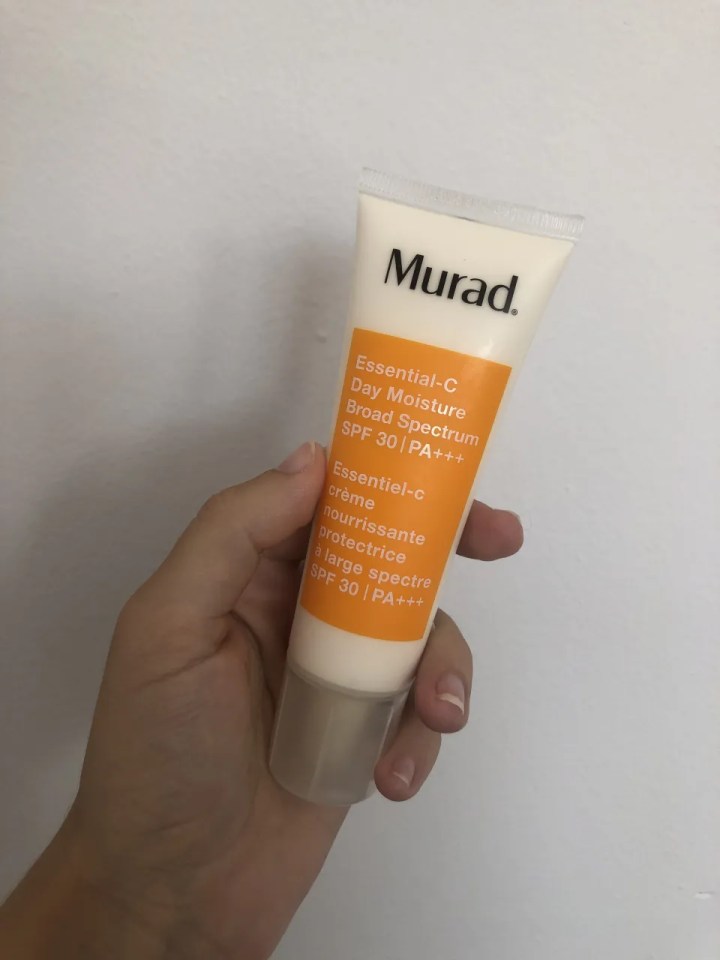 Murad.
Essential-C
Day Moisture
Broad Spectrum
SPF 30 | PA+++
Essentiel-c
crème
nourrissante
protectrice
à large spectre
SPF 30 | PA+++